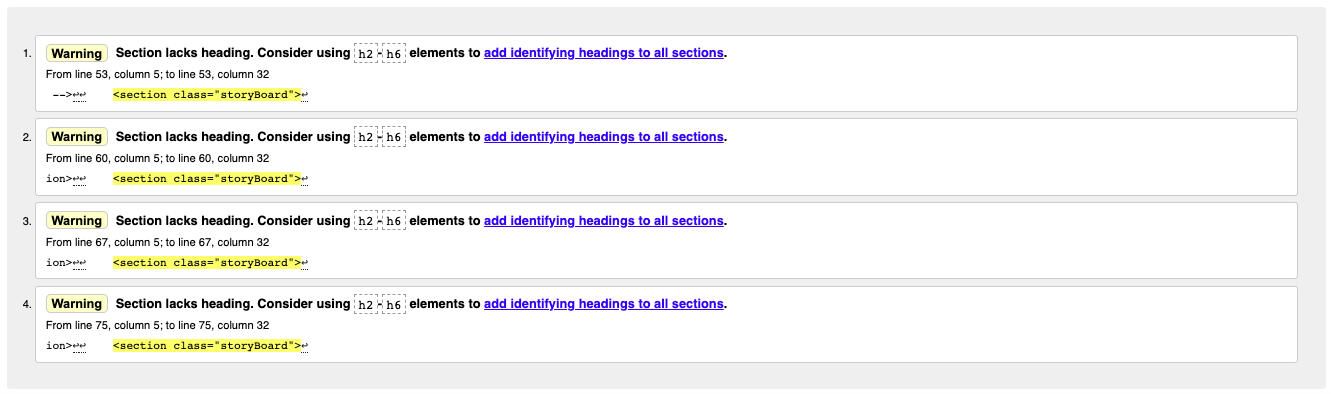 1. Warning Section lacks heading. Consider using h2-h6 elements to add identifying headings to all sections.
From line 53, column 5; to line 53, column 32
-->↩↩    <section class="storyBoard">↩
2. Warning Section lacks heading. Consider using h2-h6 elements to add identifying headings to all sections.
From line 60, column 5; to line 60, column 32
ion>↩↩    <section class="storyBoard">↩
3. Warning Section lacks heading. Consider using h2-h6 elements to add identifying headings to all sections.
From line 67, column 5; to line 67, column 32
ion>↩↩    <section class="storyBoard">↩
4. Warning Section lacks heading. Consider using h2-h6 elements to add identifying headings to all sections.
From line 75, column 5; to line 75, column 32
ion>↩↩    <section class="storyBoard">↩